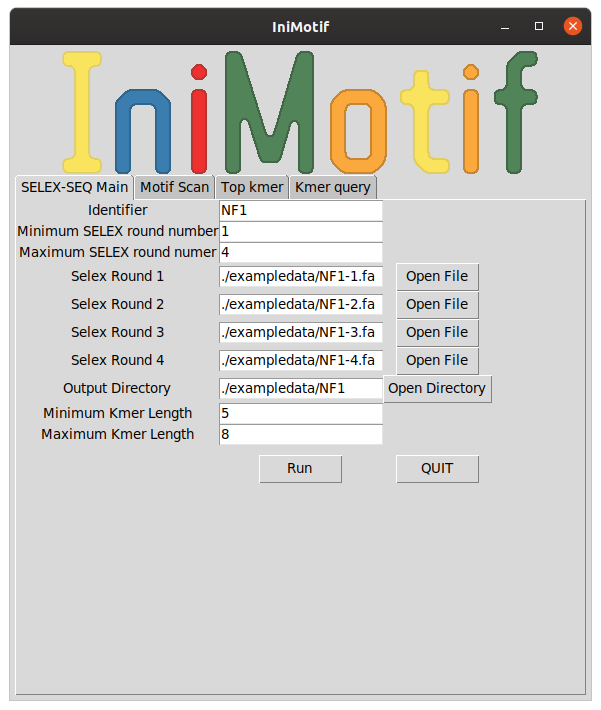 IniMotif
IniMotif
SELEX-SEQ Main Motif Scan Top kmer Kmer query
Identifier NF1
Minimum SELEX round number 1
Maximum SELEX round numer 4
Selex Round 1 ./exampledata/NF1-1.fa Open File
Selex Round 2 ./exampledata/NF1-2.fa Open File
Selex Round 3 ./exampledata/NF1-3.fa Open File
Selex Round 4 ./exampledata/NF1-4.fa Open File
Output Directory ./exampledata/NF1 Open Directory
Minimum Kmer Length 5
Maximum Kmer Length 8
Run QUIT